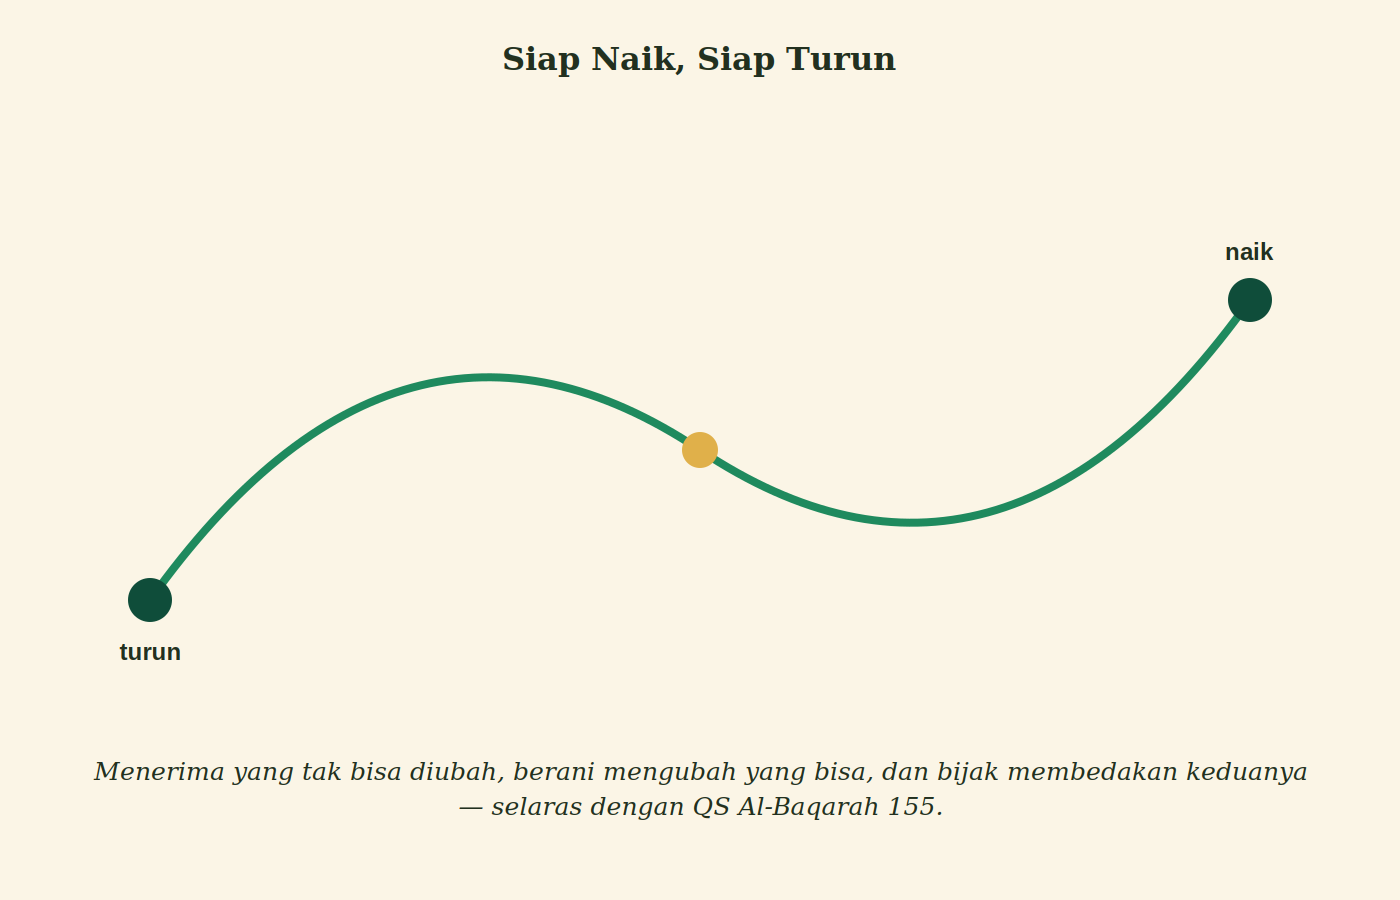 Siap Naik, Siap Turun
naik
turun
Menerima yang tak bisa diubah, berani mengubah yang bisa, dan bijak membedakan keduanya
— selaras dengan QS Al-Baqarah 155.